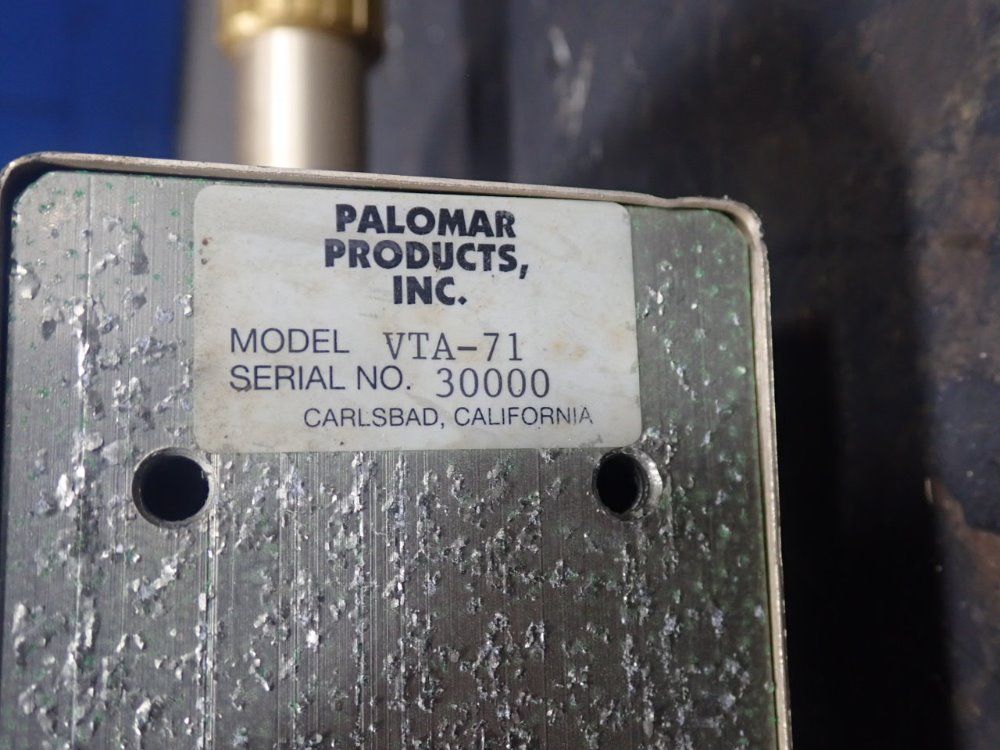 PALOMAR
PRODUCTS,
INC.
MODEL VTA-71
SERIAL NO. 30000
CARLSBAD, CALIFORNIA